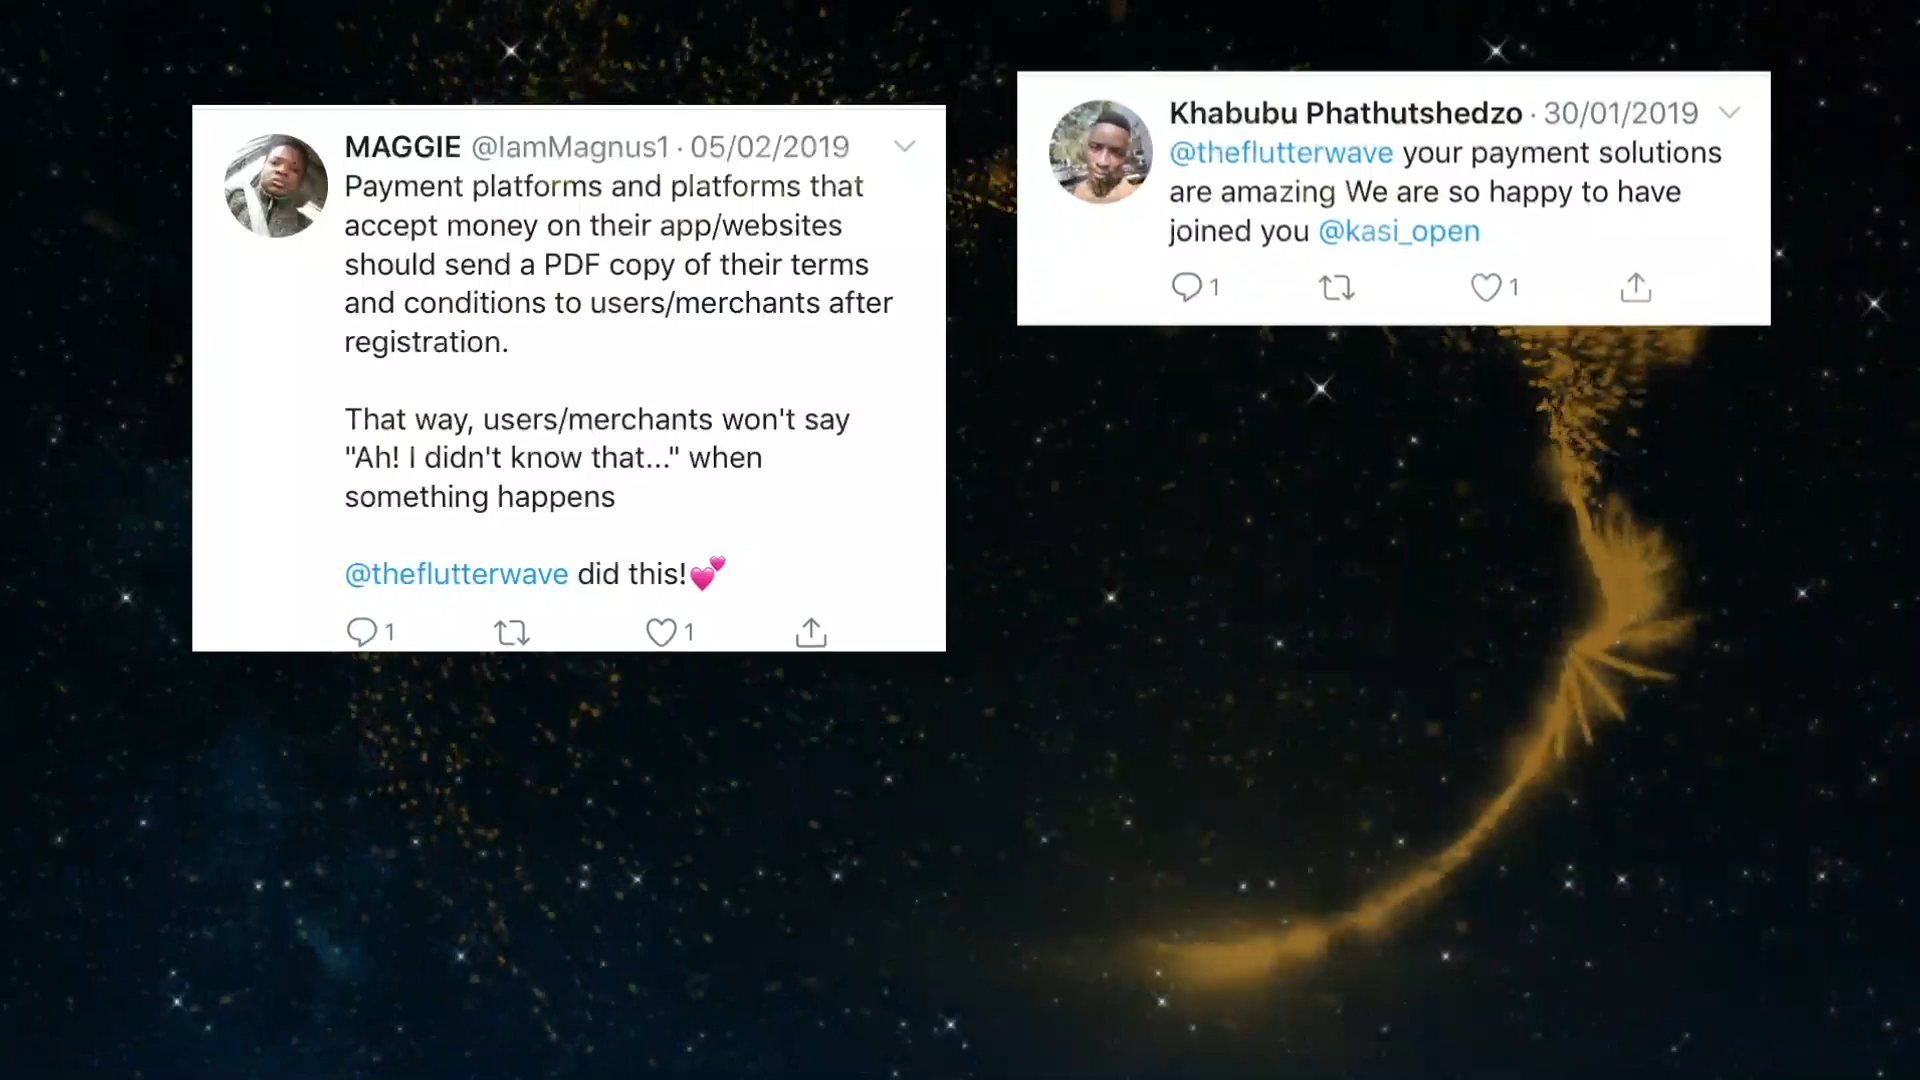 MAGGIE @IamMagnus1 · 05/02/2019
Payment platforms and platforms that
accept money on their app/websites
should send a PDF copy of their terms
and conditions to users/merchants after
registration.
That way, users/merchants won't say
"Ah! I didn't know that..." when
something happens
@theflutterwave did this!💕
1 1
Khabubu Phathutshedzo · 30/01/2019
@theflutterwave your payment solutions
are amazing We are so happy to have
joined you @kasi_open
1 1